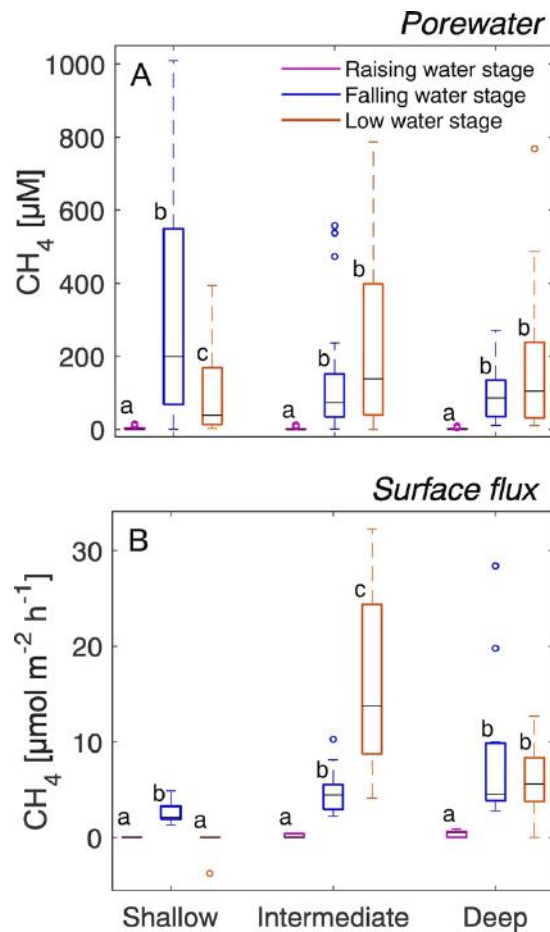 Porewater
A
Raising water stage
Falling water stage
Low water stage
CH₄ [µM]
1000
800
600
400
200
0
a
b
c
a
b
b
a
b
b
Surface flux
B
CH₄ [µmol m⁻² h⁻¹]
30
20
10
0
a
b
a
a
b
c
a
b
b
Shallow
Intermediate
Deep